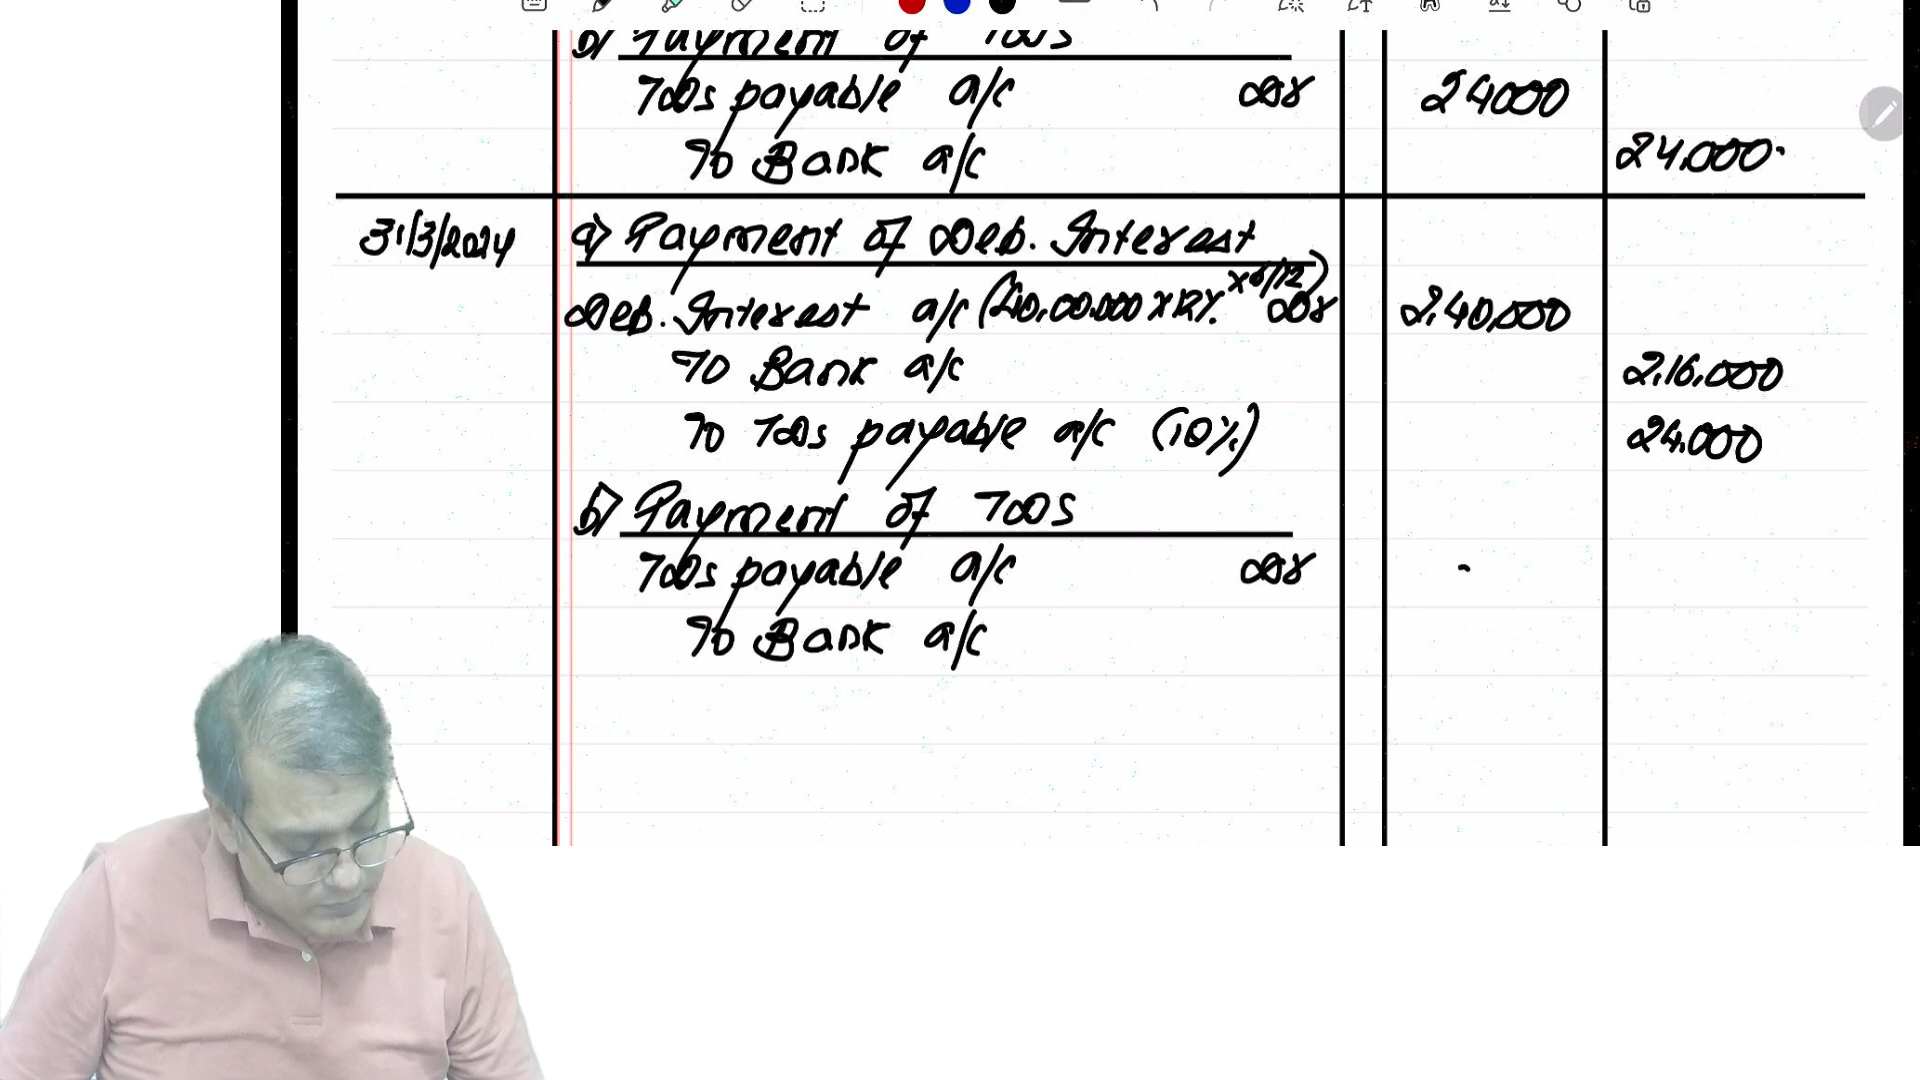 b) Payment of TDS
TDS payable a/c Dr 24000
To Bank a/c 24,000
31/3/2024 a) Payment of Deb. Interest
Deb. Interest a/c (40,00,000 x 12% x 6/12) Dr 2,40,000
To Bank a/c 2,16,000
To TDS payable a/c (10%) 24,000
b) Payment of TDS
TDS payable a/c Dr
To Bank a/c